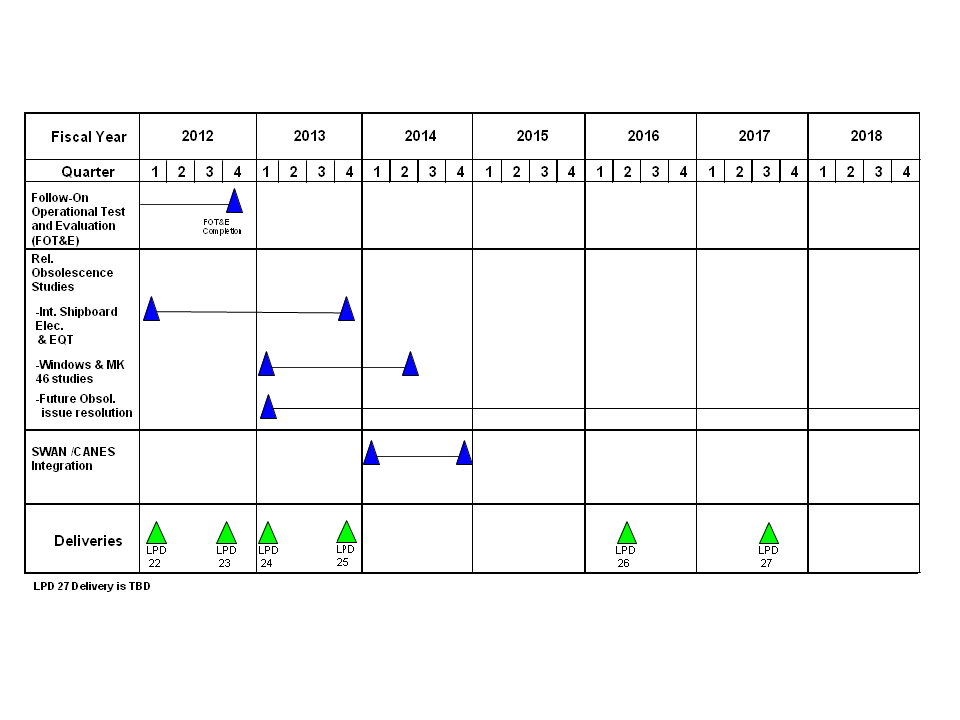 Fiscal Year 2012 2013 2014 2015 2016 2017 2018
Quarter 1 2 3 4 1 2 3 4 1 2 3 4 1 2 3 4 1 2 3 4 1 2 3 4 1 2 3 4
Follow-On
Operational Test
and Evaluation
(FOT&E)
FOT&E
Completion
Rel.
Obsolescence
Studies
-Int. Shipboard
Elec.
& EQT
-Windows & MK
46 studies
-Future Obsol.
issue resolution
SWAN /CANES
Integration
Deliveries
LPD
22
LPD
23
LPD
24
LPD
25
LPD
26
LPD
27
LPD 27 Delivery is TBD